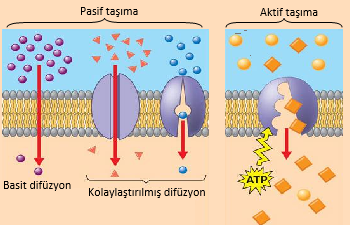 Pasif taşıma
Aktif taşıma
Basit difüzyon
Kolaylaştırılmış difüzyon
ATP